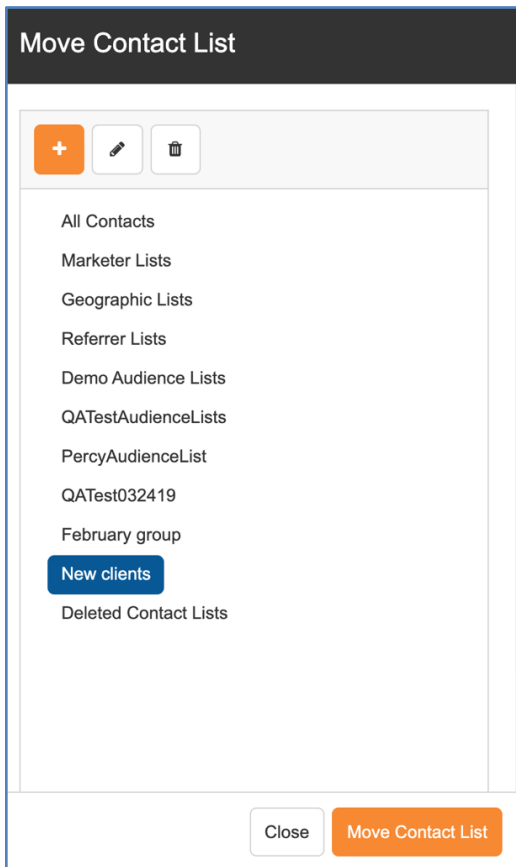 Move Contact List
All Contacts
Marketer Lists
Geographic Lists
Referrer Lists
Demo Audience Lists
QATestAudienceLists
PercyAudienceList
QATest032419
February group
New clients
Deleted Contact Lists
Close Move Contact List